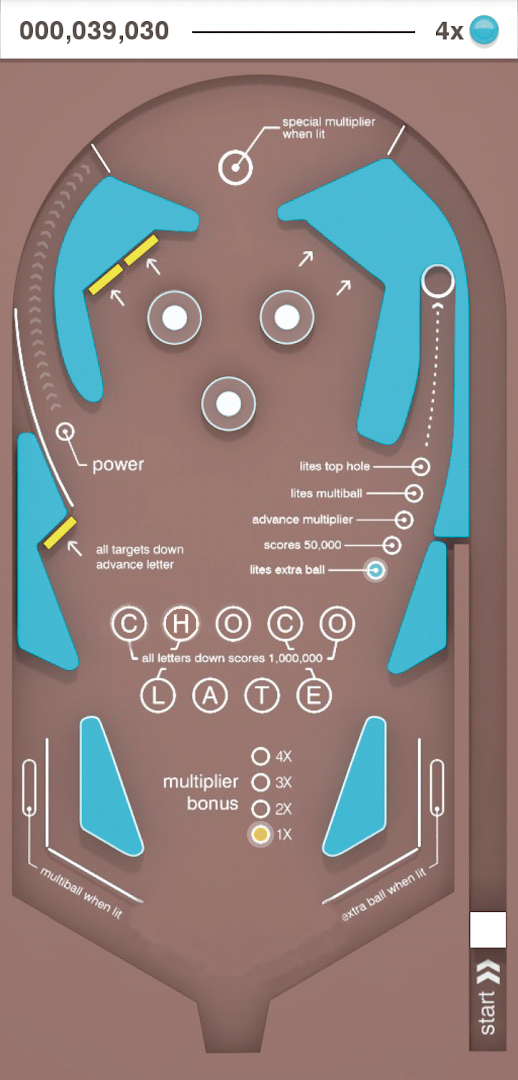 000,039,030
4x
special multiplier
when lit
power
lites top hole
lites multiball
advance multiplier
scores 50,000
lites extra ball
all targets down
advance letter
C H O C O
all letters down scores 1,000,000
L A T E
multiplier
bonus
4X
3X
2X
1X
multiball when lit
extra ball when lit
start